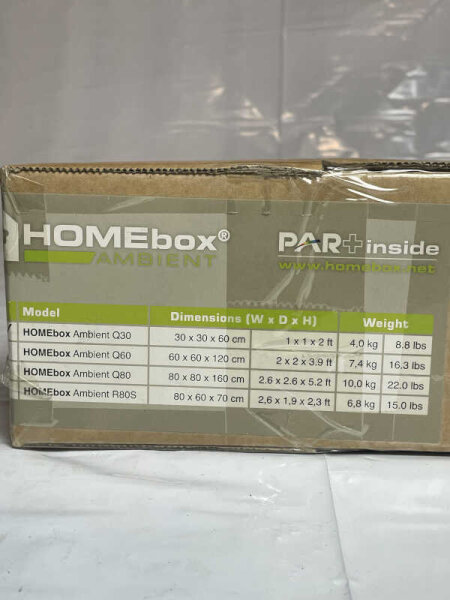 HOMEbox®
AMBIENT
PAR+inside
www.homebox.net
Model Dimensions (W x D x H) Weight
HOMEbox Ambient Q30 30 x 30 x 60 cm 1 x 1 x 2 ft 4,0 kg 8.8 lbs
HOMEbox Ambient Q60 60 x 60 x 120 cm 2 x 2 x 3.9 ft 7,4 kg 16.3 lbs
HOMEbox Ambient Q80 80 x 80 x 160 cm 2.6 x 2.6 x 5.2 ft 10,0 kg 22.0 lbs
HOMEbox Ambient R80S 80 x 60 x 70 cm 2,6 x 1,9 x 2,3 ft 6,8 kg 15.0 lbs